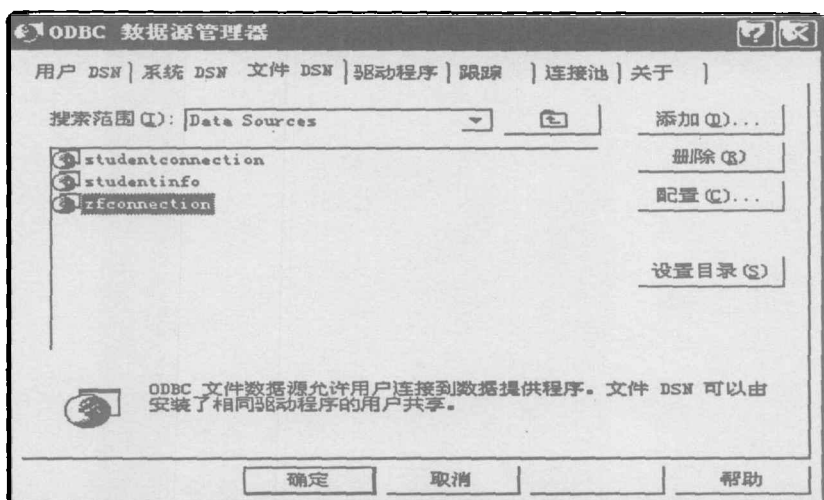 ODBC 数据源管理器
用户 DSN 系统 DSN 文件 DSN 驱动程序 跟踪 连接池 关于
搜索范围(I): Data Sources 添加(D)...
studentconnection 删除(R)
studentinfo
zfconnection 配置(C)...
设置目录(S)
ODBC 文件数据源允许用户连接到数据提供程序。文件 DSN 可以由
安装了相同驱动程序的用户共享。
确定 取消 帮助